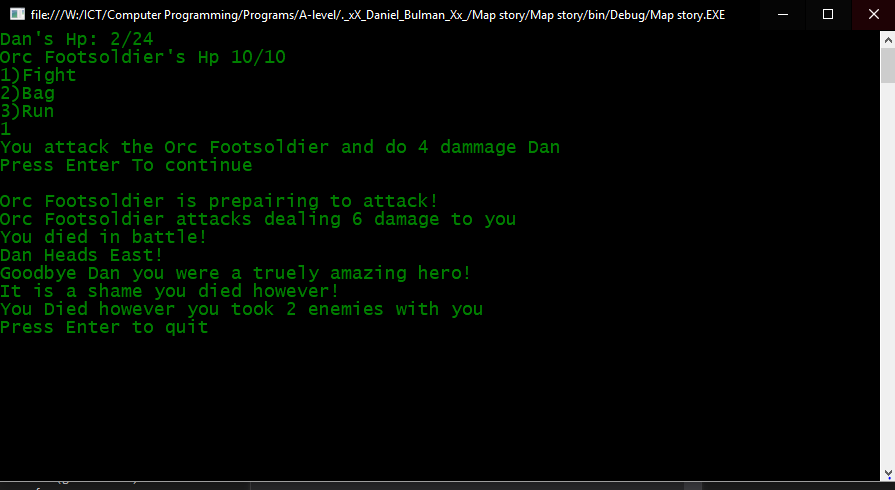 file:///W:/ICT/Computer Programming/Programs/A-level/._xX_Daniel_Bulman_Xx_/Map story/Map story/bin/Debug/Map story.EXE
Dan's Hp: 2/24
Orc Footsoldier's Hp 10/10
1)Fight
2)Bag
3)Run
1
You attack the Orc Footsoldier and do 4 dammage Dan
Press Enter To continue
Orc Footsoldier is prepairing to attack!
Orc Footsoldier attacks dealing 6 damage to you
You died in battle!
Dan Heads East!
Goodbye Dan you were a truely amazing hero!
It is a shame you died however!
You Died however you took 2 enemies with you
Press Enter to quit